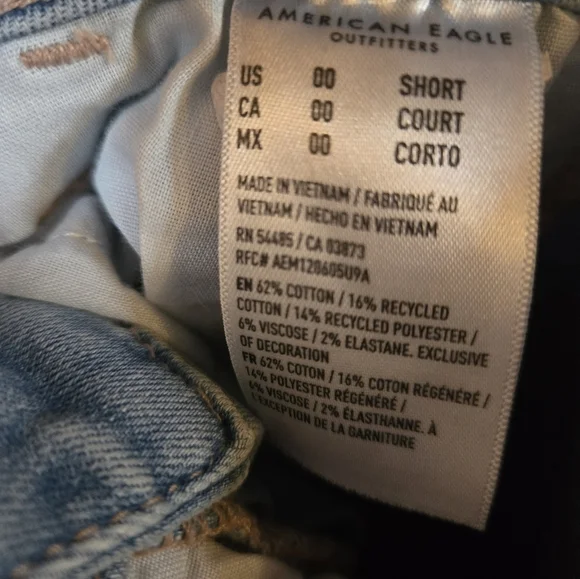 AMERICAN EAGLE
OUTFITTERS
US 00 SHORT
CA 00 COURT
MX 00 CORTO
MADE IN VIETNAM / FABRIQUÉ AU
VIETNAM / HECHO EN VIETNAM
RN 54485 / CA 03873
RFC# AEM120605U9A
EN 62% COTTON / 16% RECYCLED
COTTON / 14% RECYCLED POLYESTER /
6% VISCOSE / 2% ELASTANE. EXCLUSIVE
OF DECORATION
FR 62% COTON / 16% COTON RÉGÉNÉRÉ /
14% POLYESTER RÉGÉNÉRÉ /
6% VISCOSE / 2% ÉLASTHANNE. À
L'EXCEPTION DE LA GARNITURE